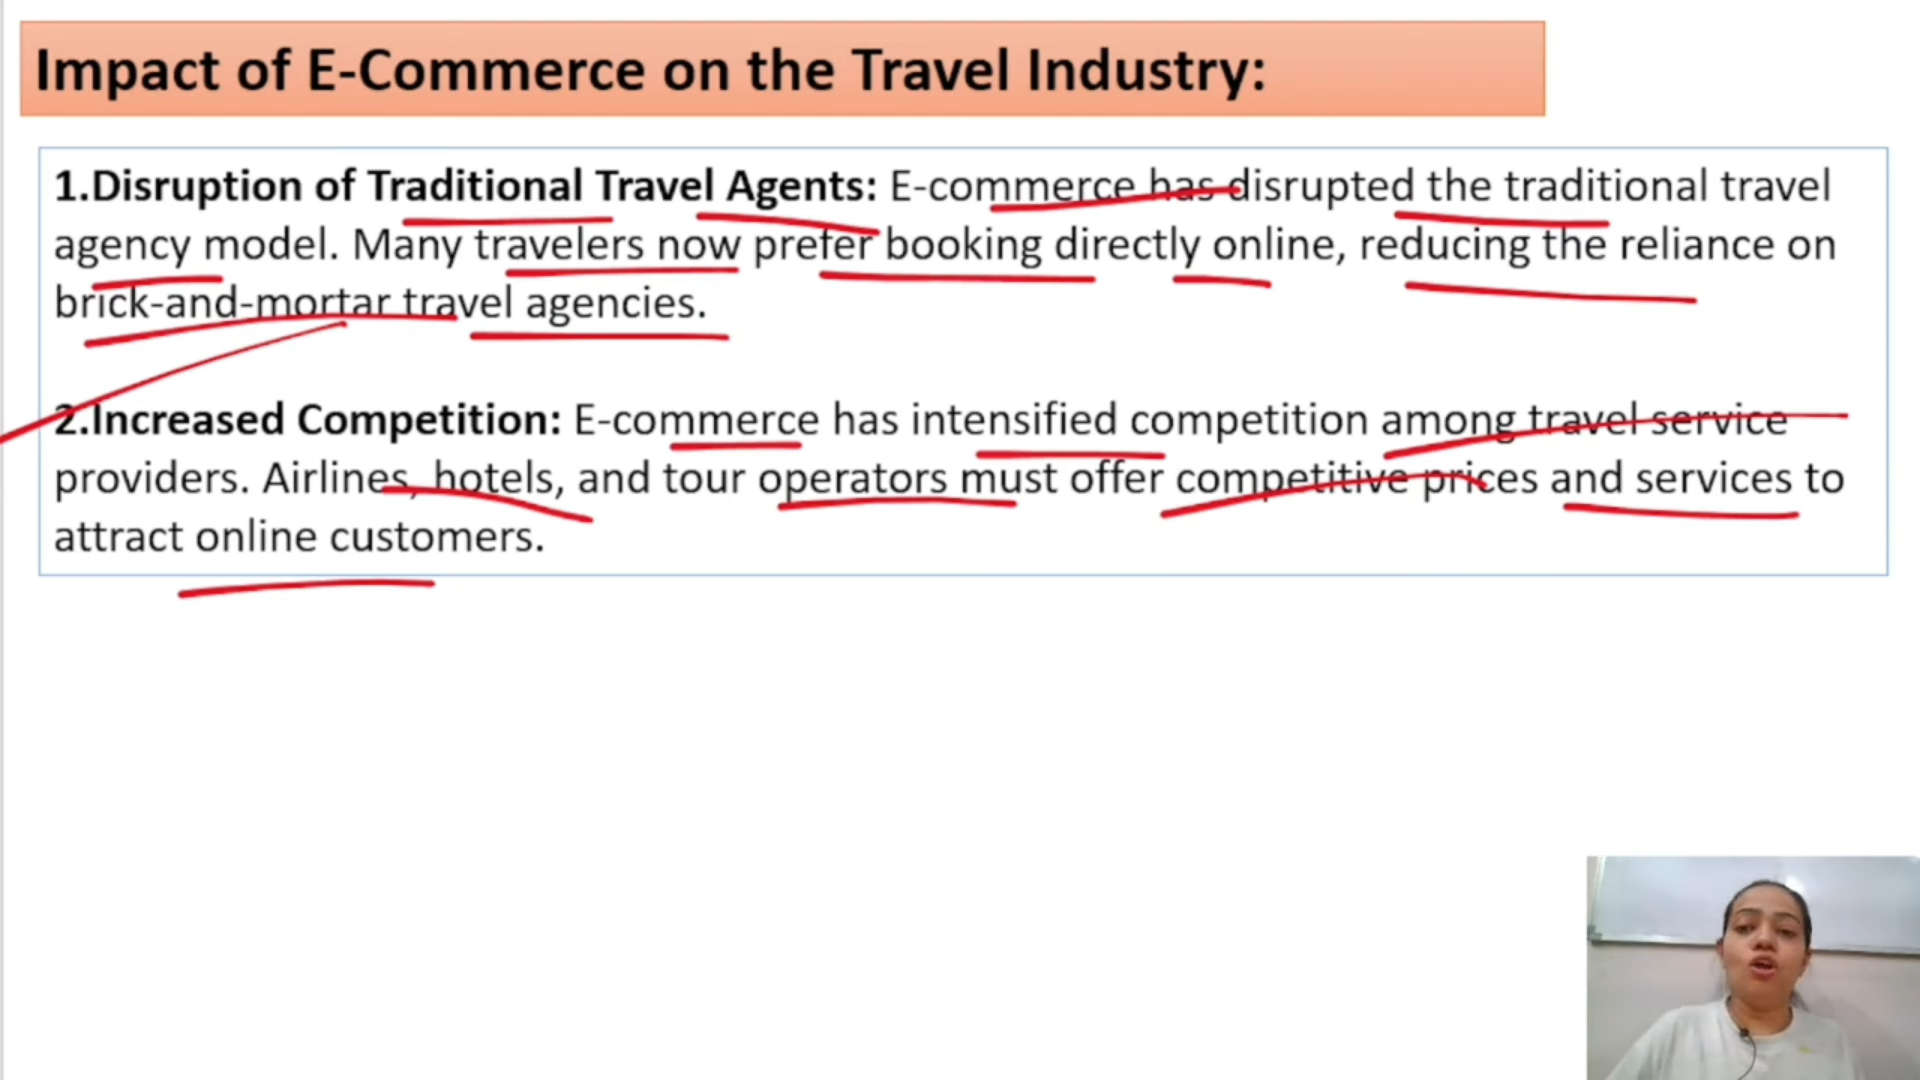 Impact of E-Commerce on the Travel Industry:
1.Disruption of Traditional Travel Agents: E-commerce has disrupted the traditional travel
agency model. Many travelers now prefer booking directly online, reducing the reliance on
brick-and-mortar travel agencies.
2.Increased Competition: E-commerce has intensified competition among travel service
providers. Airlines, hotels, and tour operators must offer competitive prices and services to
attract online customers.